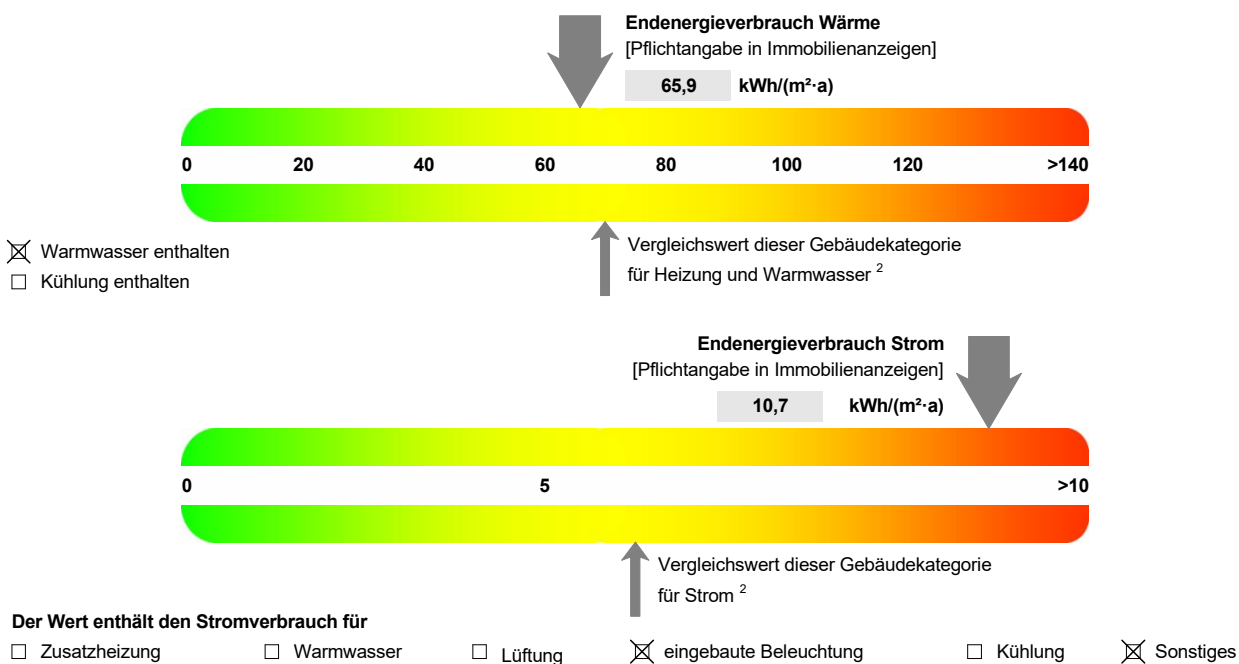 Endenergieverbrauch Wärme
[Pflichtangabe in Immobilienanzeigen]
65,9 kWh/(m²·a)
0 20 40 60 80 100 120 >140
☒ Warmwasser enthalten
☐ Kühlung enthalten
Vergleichswert dieser Gebäudekategorie
für Heizung und Warmwasser ²
Endenergieverbrauch Strom
[Pflichtangabe in Immobilienanzeigen]
10,7 kWh/(m²·a)
0 5 >10
Vergleichswert dieser Gebäudekategorie
für Strom ²
Der Wert enthält den Stromverbrauch für
☐ Zusatzheizung ☐ Warmwasser ☐ Lüftung ☒ eingebaute Beleuchtung ☐ Kühlung ☒ Sonstiges